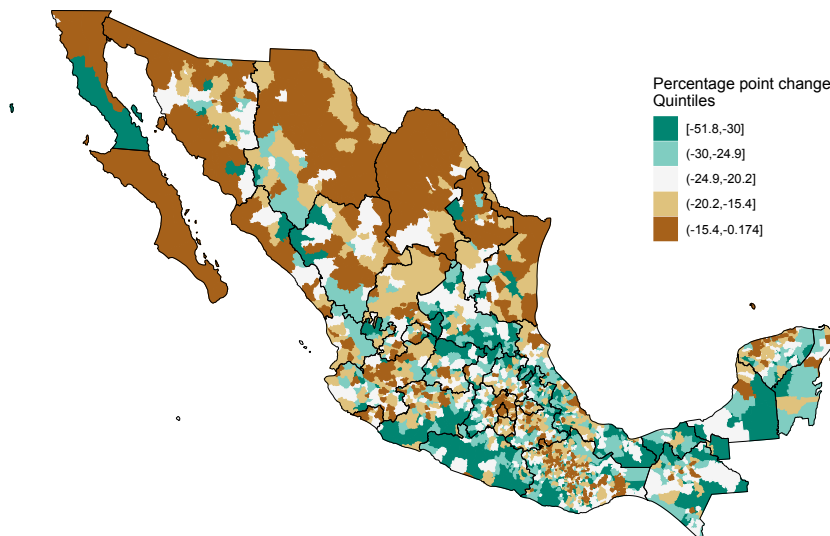 Percentage point change
Quintiles
[-51.8,-30]
(-30,-24.9]
(-24.9,-20.2]
(-20.2,-15.4]
(-15.4,-0.174]